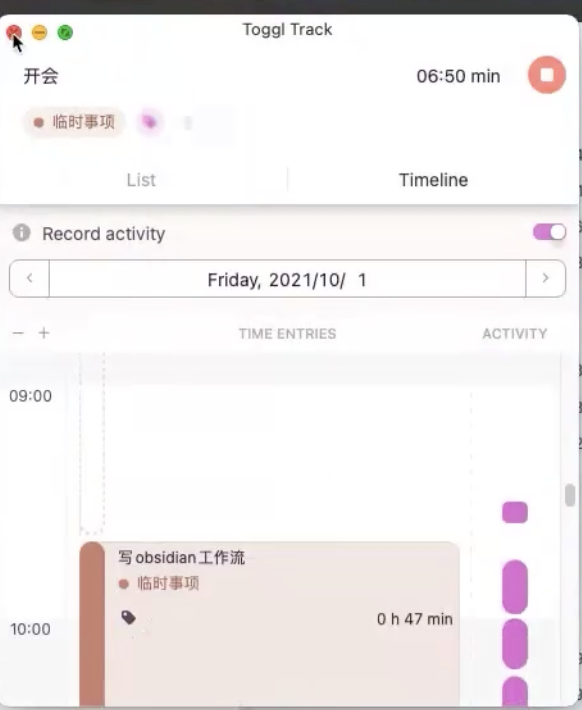 Toggl Track
开会
06:50 min
临时事项
List
Timeline
Record activity
Friday, 2021/10/ 1
TIME ENTRIES
ACTIVITY
09:00
写obsidian工作流
临时事项
0 h 47 min
10:00